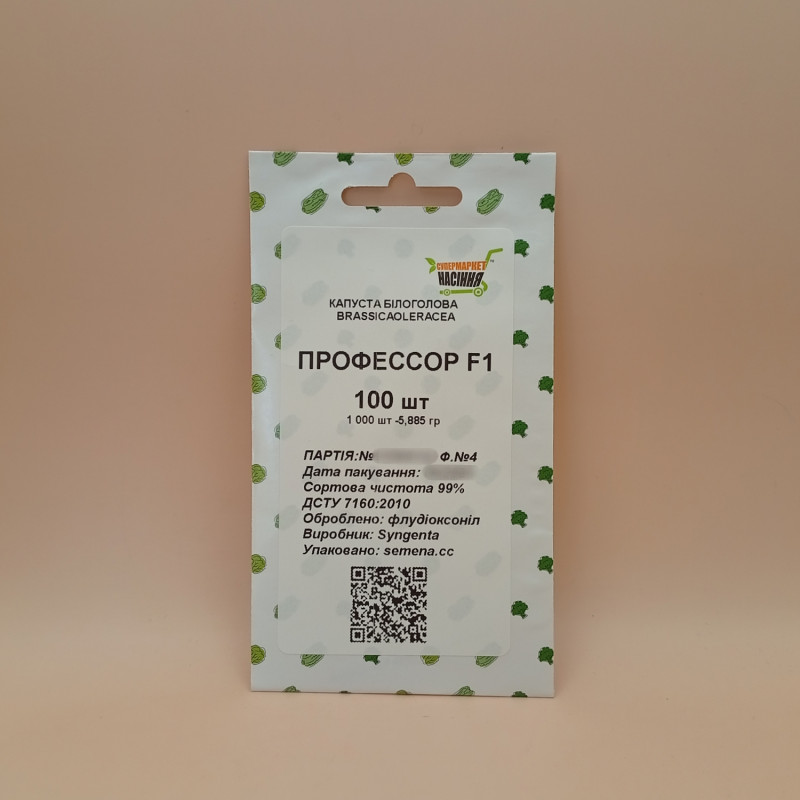 СУПЕРМАРКЕТ
НАСІННЯ
КАПУСТА БІЛОГОЛОВА
BRASSICAOLERACEA
ПРОФЕССОР F1
100 шт
1 000 шт -5,885 гр
ПАРТІЯ:№ Ф.№4
Дата пакування:
Сортова чистота 99%
ДСТУ 7160:2010
Оброблено: флудіоксоніл
Виробник: Syngenta
Упаковано: semena.cc